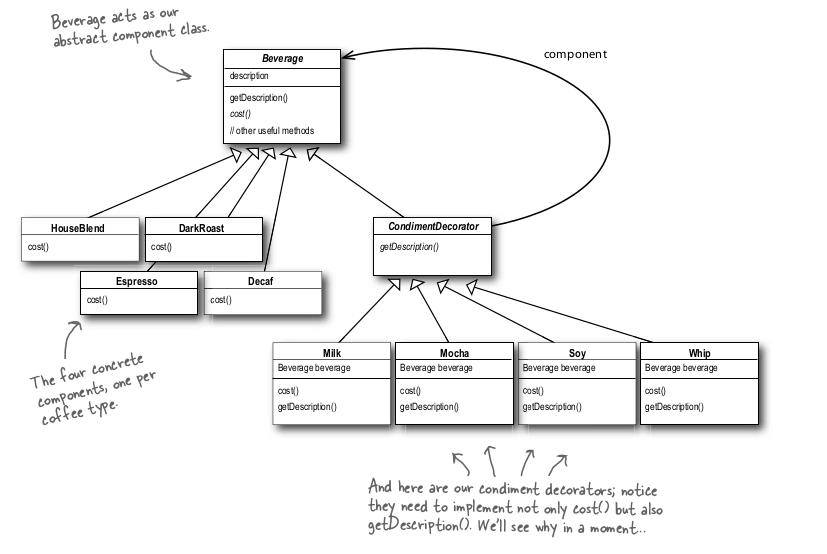 Beverage acts as our
abstract component class.
component
Beverage
description
getDescription()
cost()
// other useful methods
HouseBlend
cost()
DarkRoast
cost()
CondimentDecorator
getDescription()
Espresso
cost()
Decaf
cost()
The four concrete
components, one per
coffee type.
Milk
Beverage beverage
cost()
getDescription()
Mocha
Beverage beverage
cost()
getDescription()
Soy
Beverage beverage
cost()
getDescription()
Whip
Beverage beverage
cost()
getDescription()
And here are our condiment decorators; notice
they need to implement not only cost() but also
getDescription(). We'll see why in a moment...